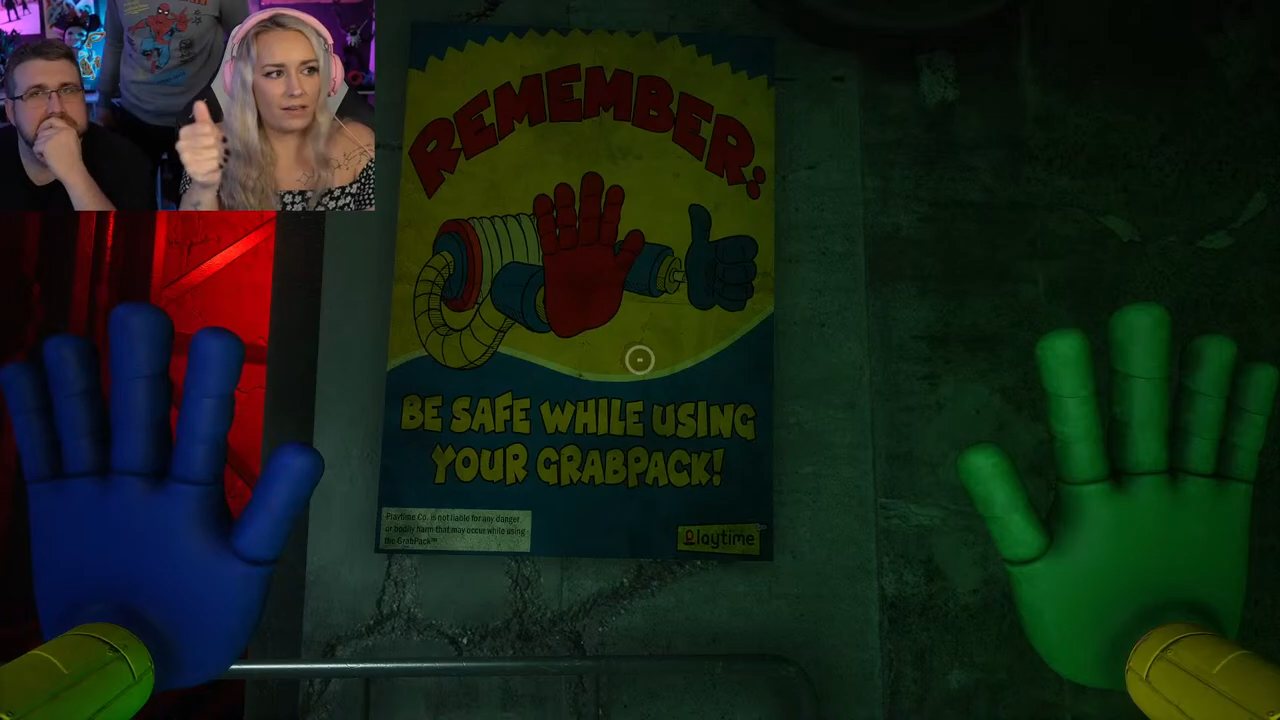 REMEMBER:
BE SAFE WHILE USING
YOUR GRABPACK!
Playtime Co. is not liable for any danger,
or bodily harm that may occur while using
the GrabPack
Playtime